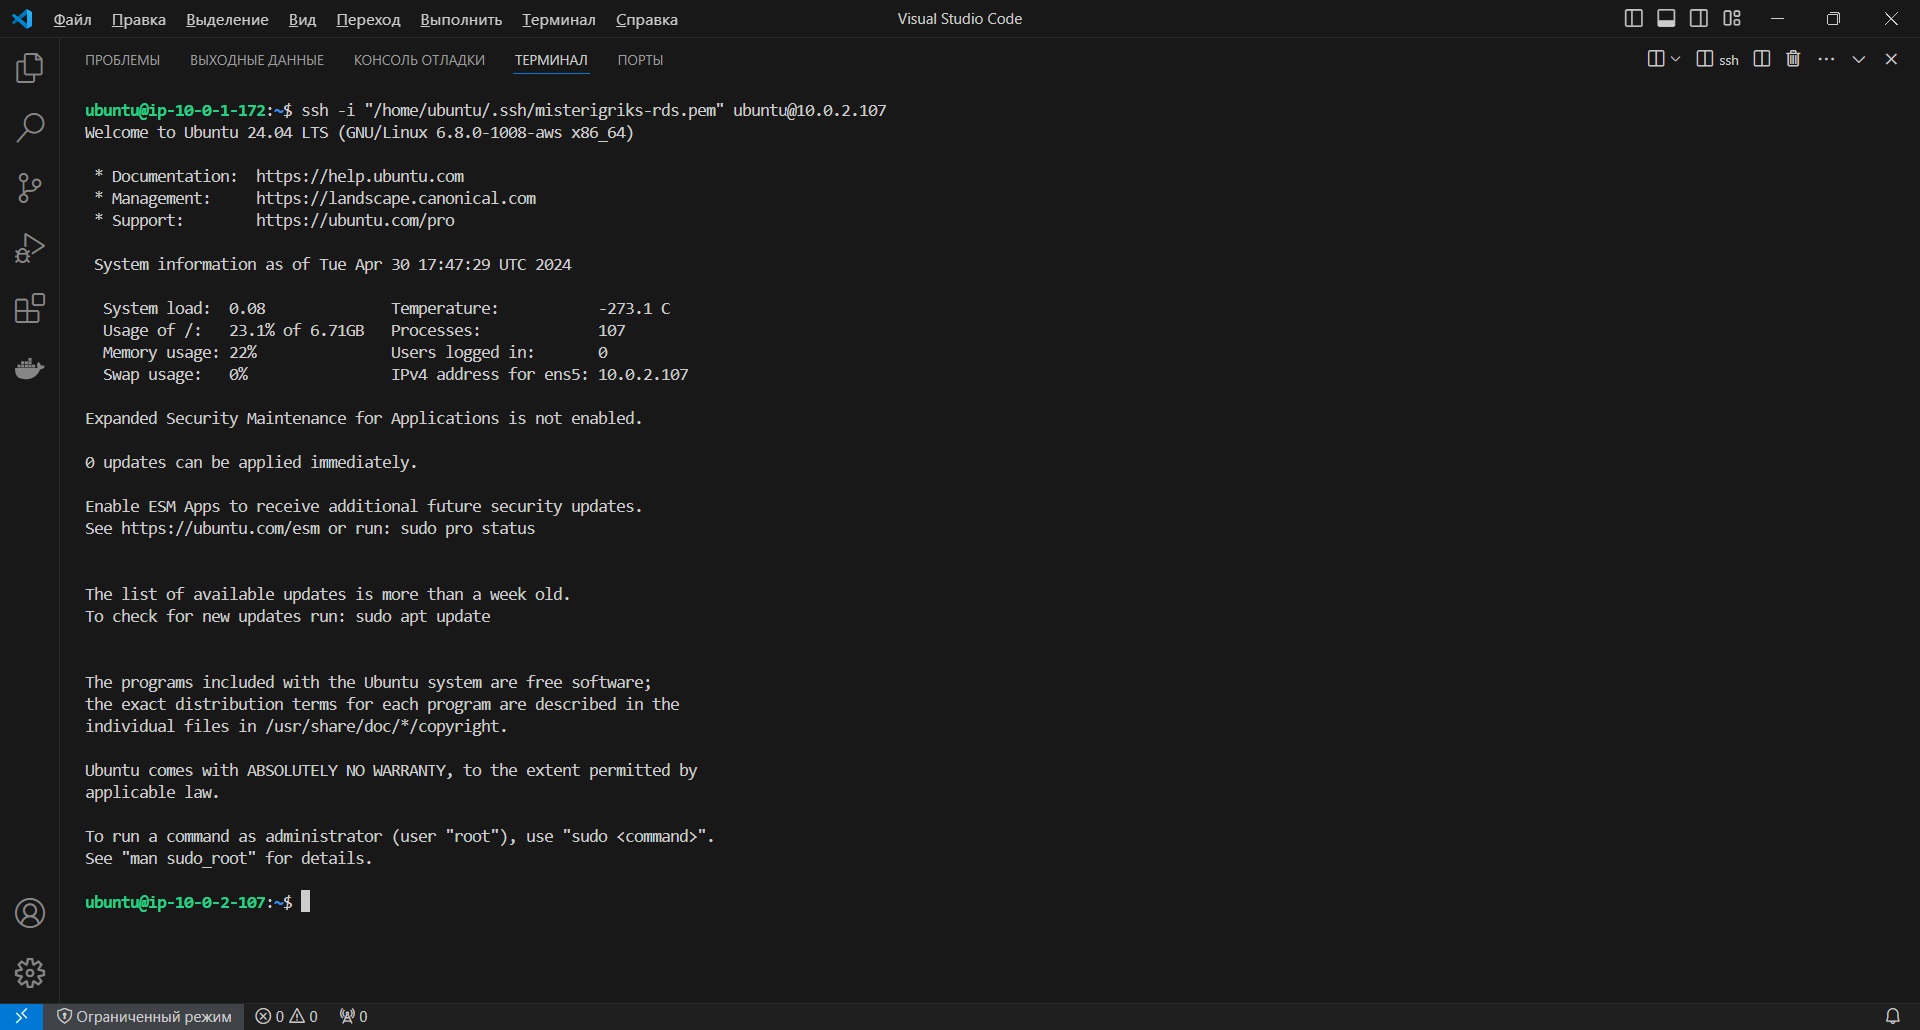 Файл Правка Выделение Вид Переход Выполнить Терминал Справка Visual Studio Code
ПРОБЛЕМЫ ВЫХОДНЫЕ ДАННЫЕ КОНСОЛЬ ОТЛАДКИ ТЕРМИНАЛ ПОРТЫ ssh
ubuntu@ip-10-0-1-172:~$ ssh -i "/home/ubuntu/.ssh/misterigriks-rds.pem" ubuntu@10.0.2.107
Welcome to Ubuntu 24.04 LTS (GNU/Linux 6.8.0-1008-aws x86_64)
* Documentation: https://help.ubuntu.com
* Management: https://landscape.canonical.com
* Support: https://ubuntu.com/pro
System information as of Tue Apr 30 17:47:29 UTC 2024
System load: 0.08 Temperature: -273.1 C
Usage of /: 23.1% of 6.71GB Processes: 107
Memory usage: 22% Users logged in: 0
Swap usage: 0% IPv4 address for ens5: 10.0.2.107
Expanded Security Maintenance for Applications is not enabled.
0 updates can be applied immediately.
Enable ESM Apps to receive additional future security updates.
See https://ubuntu.com/esm or run: sudo pro status
The list of available updates is more than a week old.
To check for new updates run: sudo apt update
The programs included with the Ubuntu system are free software;
the exact distribution terms for each program are described in the
individual files in /usr/share/doc/*/copyright.
Ubuntu comes with ABSOLUTELY NO WARRANTY, to the extent permitted by
applicable law.
To run a command as administrator (user "root"), use "sudo <command>".
See "man sudo_root" for details.
ubuntu@ip-10-0-2-107:~$
Ограниченный режим 0 0 0